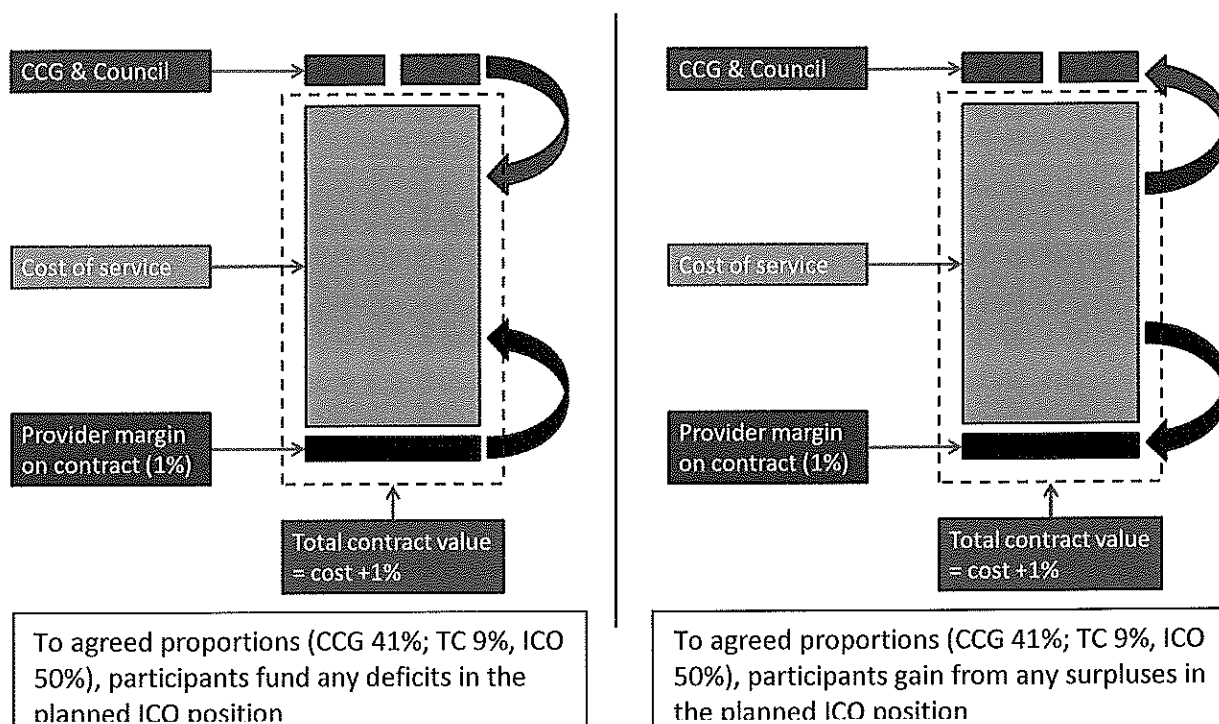 CCG & Council
Cost of service
Provider margin
on contract (1%)
Total contract value
= cost +1%
To agreed proportions (CCG 41%; TC 9%, ICO
50%), participants fund any deficits in the
planned ICO position
CCG & Council
Cost of service
Provider margin
on contract (1%)
Total contract value
= cost +1%
To agreed proportions (CCG 41%; TC 9%, ICO
50%), participants gain from any surpluses in
the planned ICO position